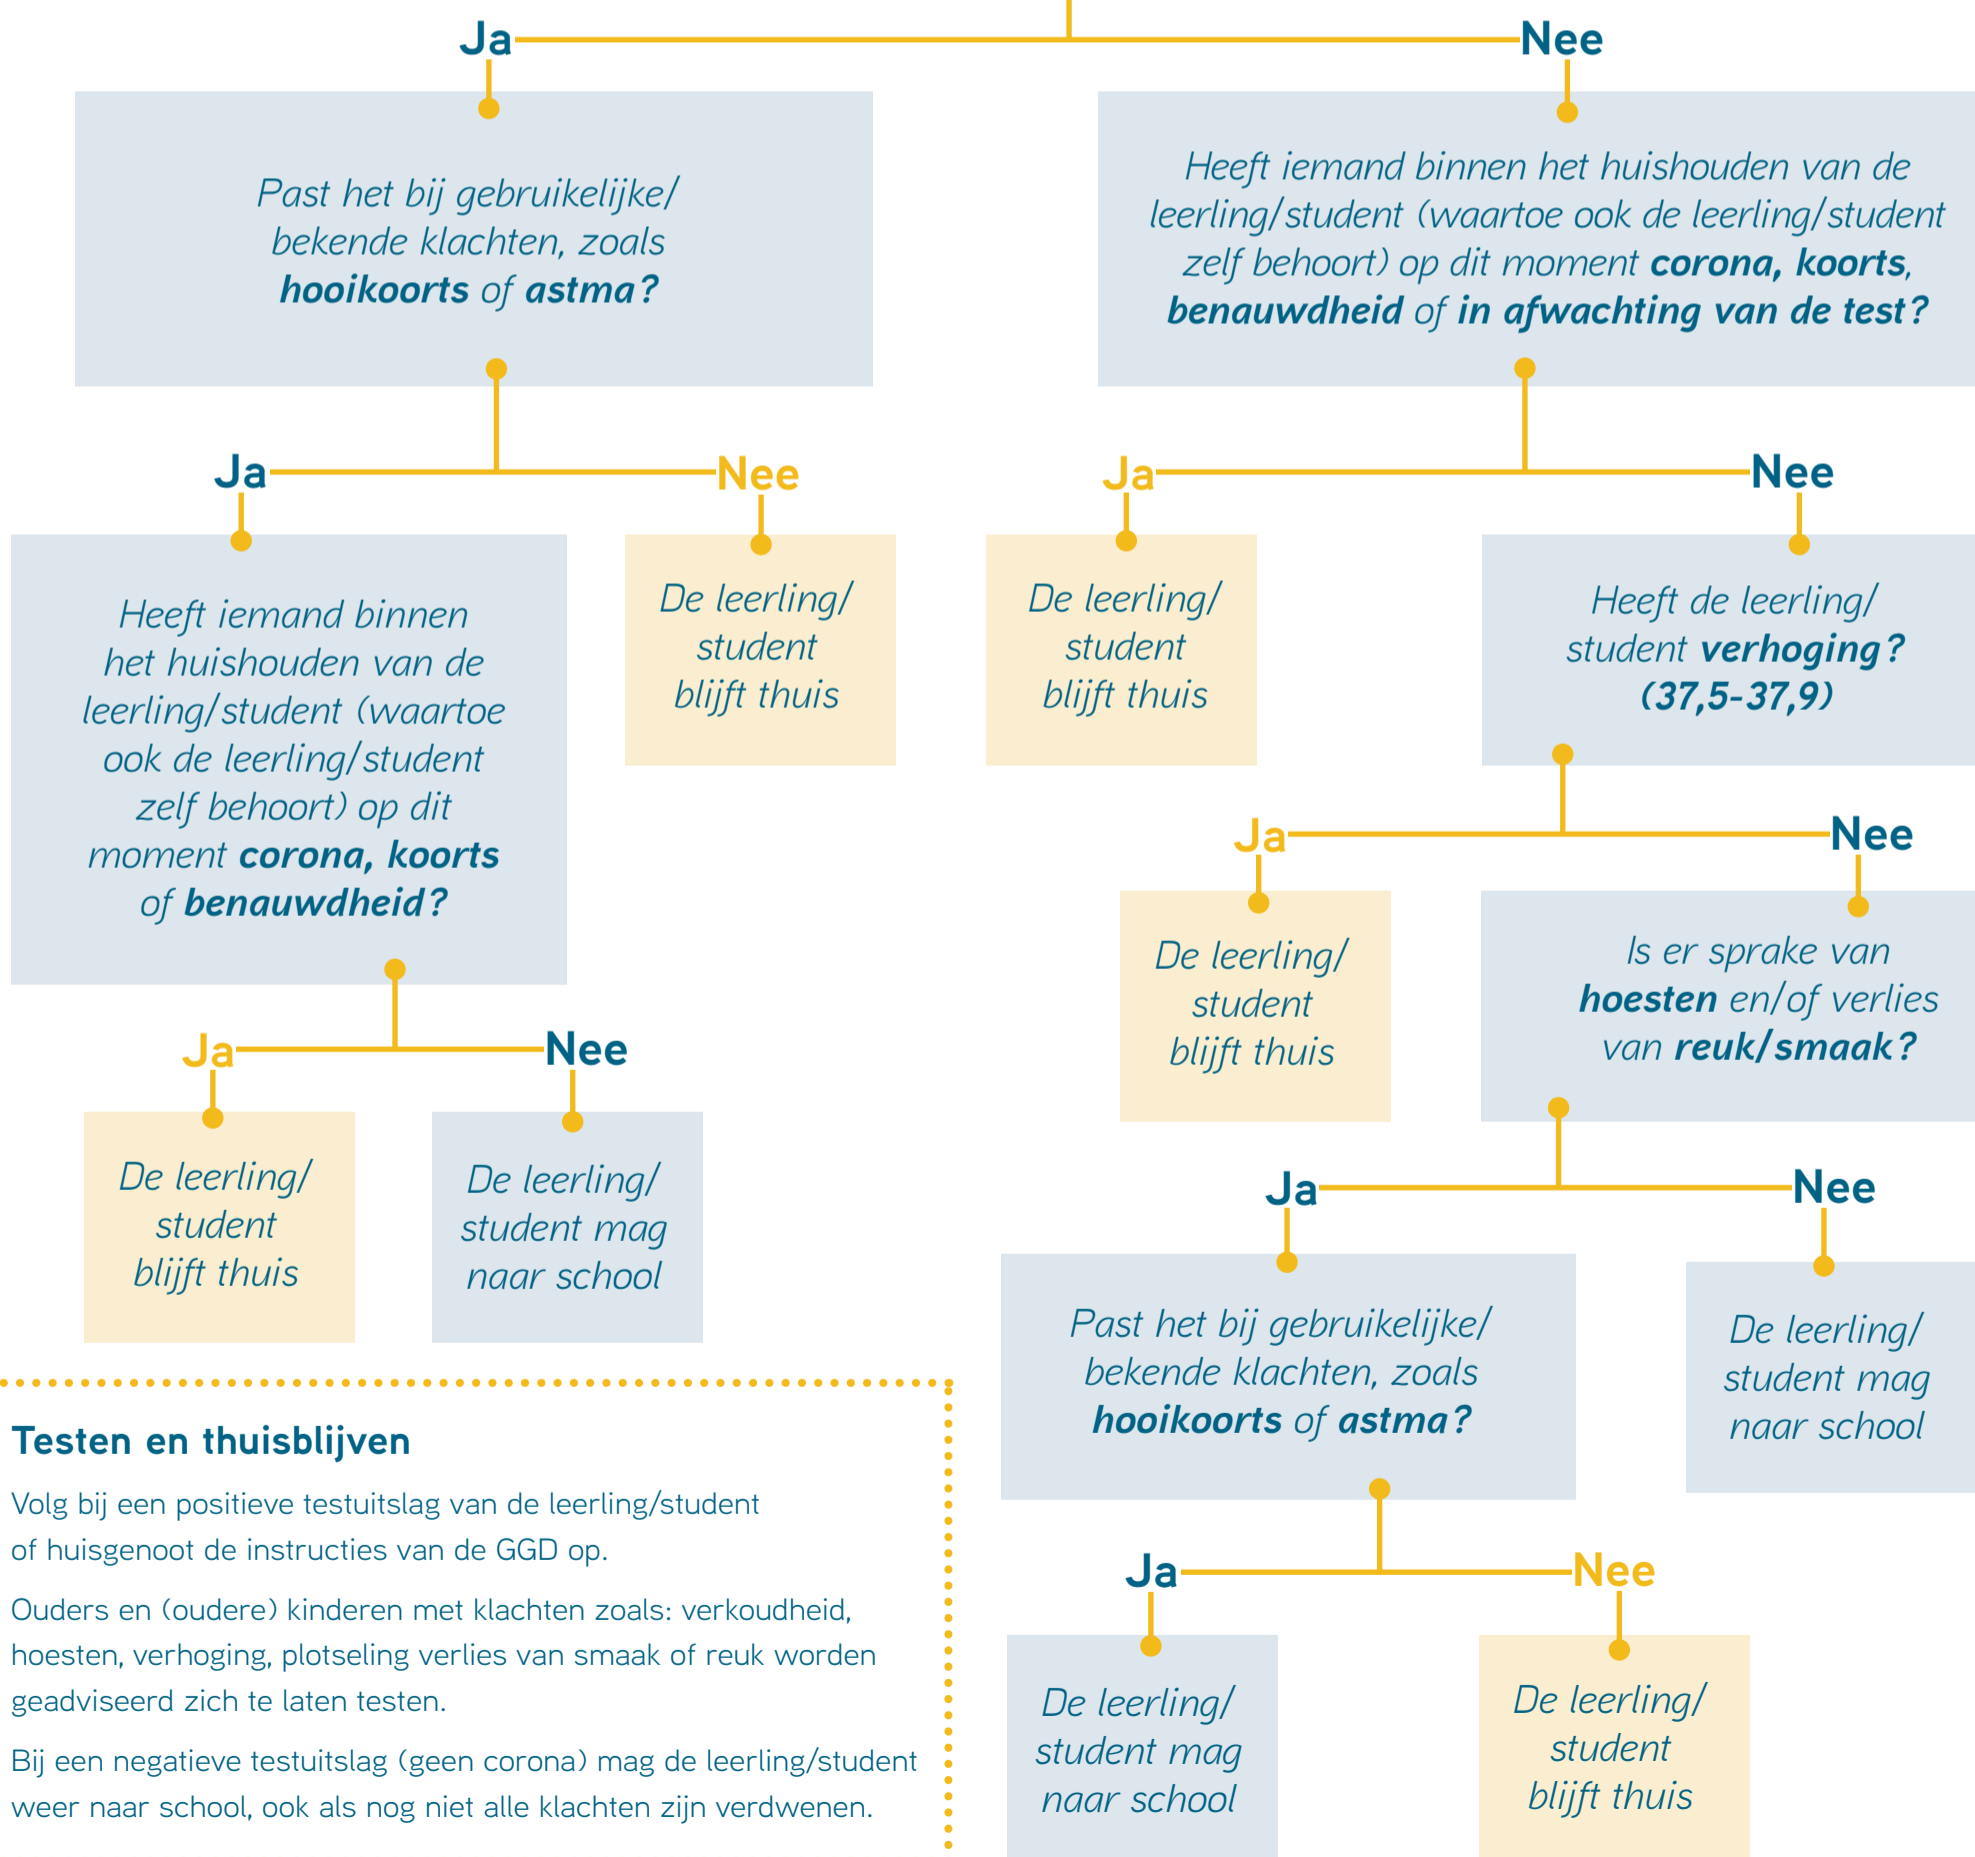 Ja
Nee
Past het bij gebruikelijke/
bekende klachten, zoals
hooikoorts of astma?
Heeft iemand binnen het huishouden van de
leerling/student (waartoe ook de leerling/student
zelf behoort) op dit moment corona, koorts,
benauwdheid of in afwachting van de test?
Ja
Nee
Ja
Nee
Heeft iemand binnen
het huishouden van de
leerling/student (waartoe
ook de leerling/student
zelf behoort) op dit
moment corona, koorts
of benauwdheid?
De leerling/
student
blijft thuis
De leerling/
student
blijft thuis
Heeft de leerling/
student verhoging?
(37,5-37,9)
Ja
Nee
De leerling/
student
blijft thuis
Is er sprake van
hoesten en/of verlies
van reuk/smaak?
Ja
Nee
De leerling/
student
blijft thuis
De leerling/
student mag
naar school
Ja
Nee
Past het bij gebruikelijke/
bekende klachten, zoals
hooikoorts of astma?
De leerling/
student mag
naar school
Ja
Nee
De leerling/
student mag
naar school
De leerling/
student
blijft thuis
Testen en thuisblijven
Volg bij een positieve testuitslag van de leerling/student
of huisgenoot de instructies van de GGD op.
Ouders en (oudere) kinderen met klachten zoals: verkoudheid,
hoesten, verhoging, plotseling verlies van smaak of reuk worden
geadviseerd zich te laten testen.
Bij een negatieve testuitslag (geen corona) mag de leerling/student
weer naar school, ook als nog niet alle klachten zijn verdwenen.